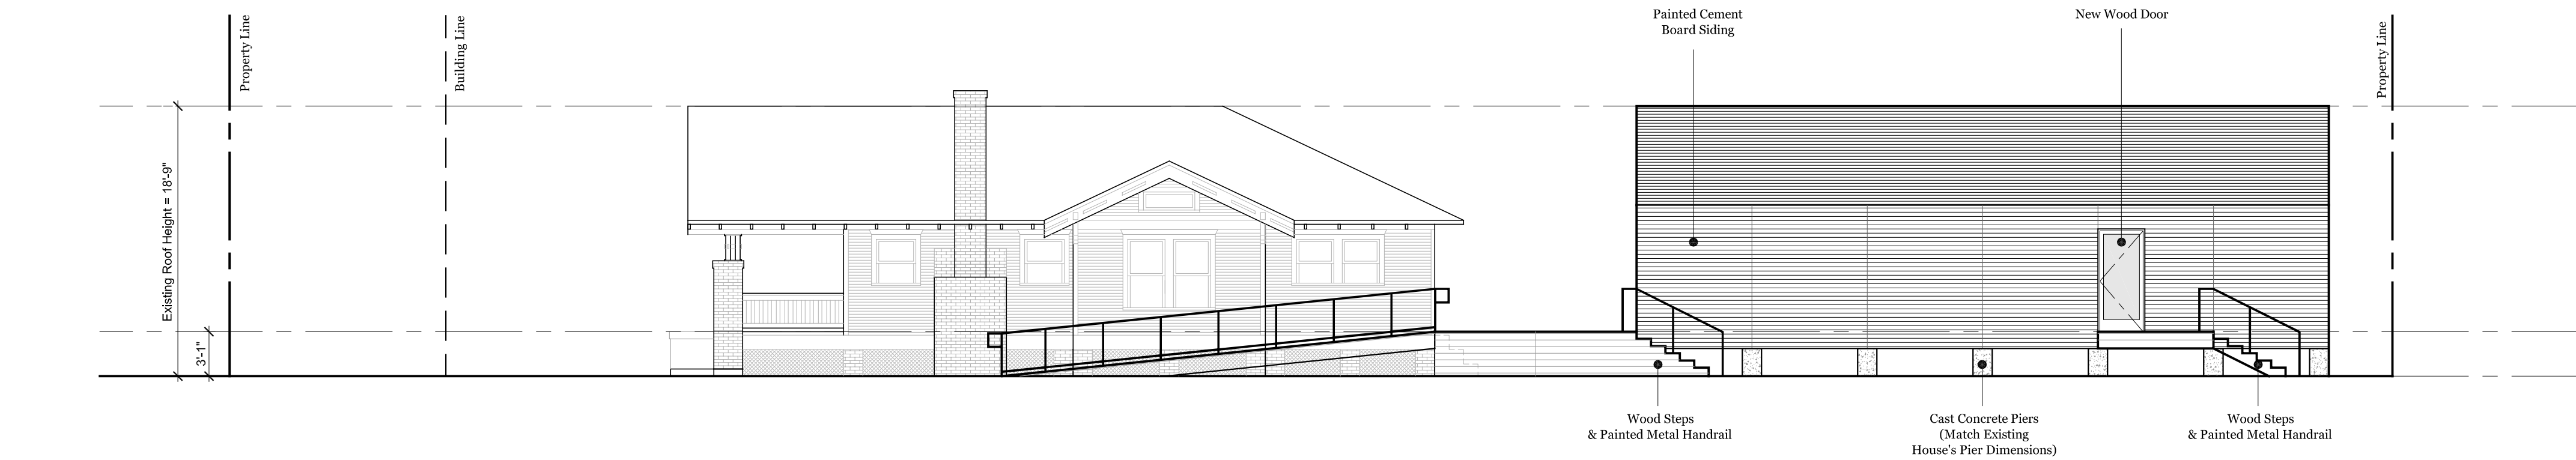 Property Line
Building Line
Painted Cement
Board Siding
New Wood Door
Property Line
Existing Roof Height = 18'-9"
3'-1"
Wood Steps
& Painted Metal Handrail
Cast Concrete Piers
(Match Existing
House's Pier Dimensions)
Wood Steps
& Painted Metal Handrail